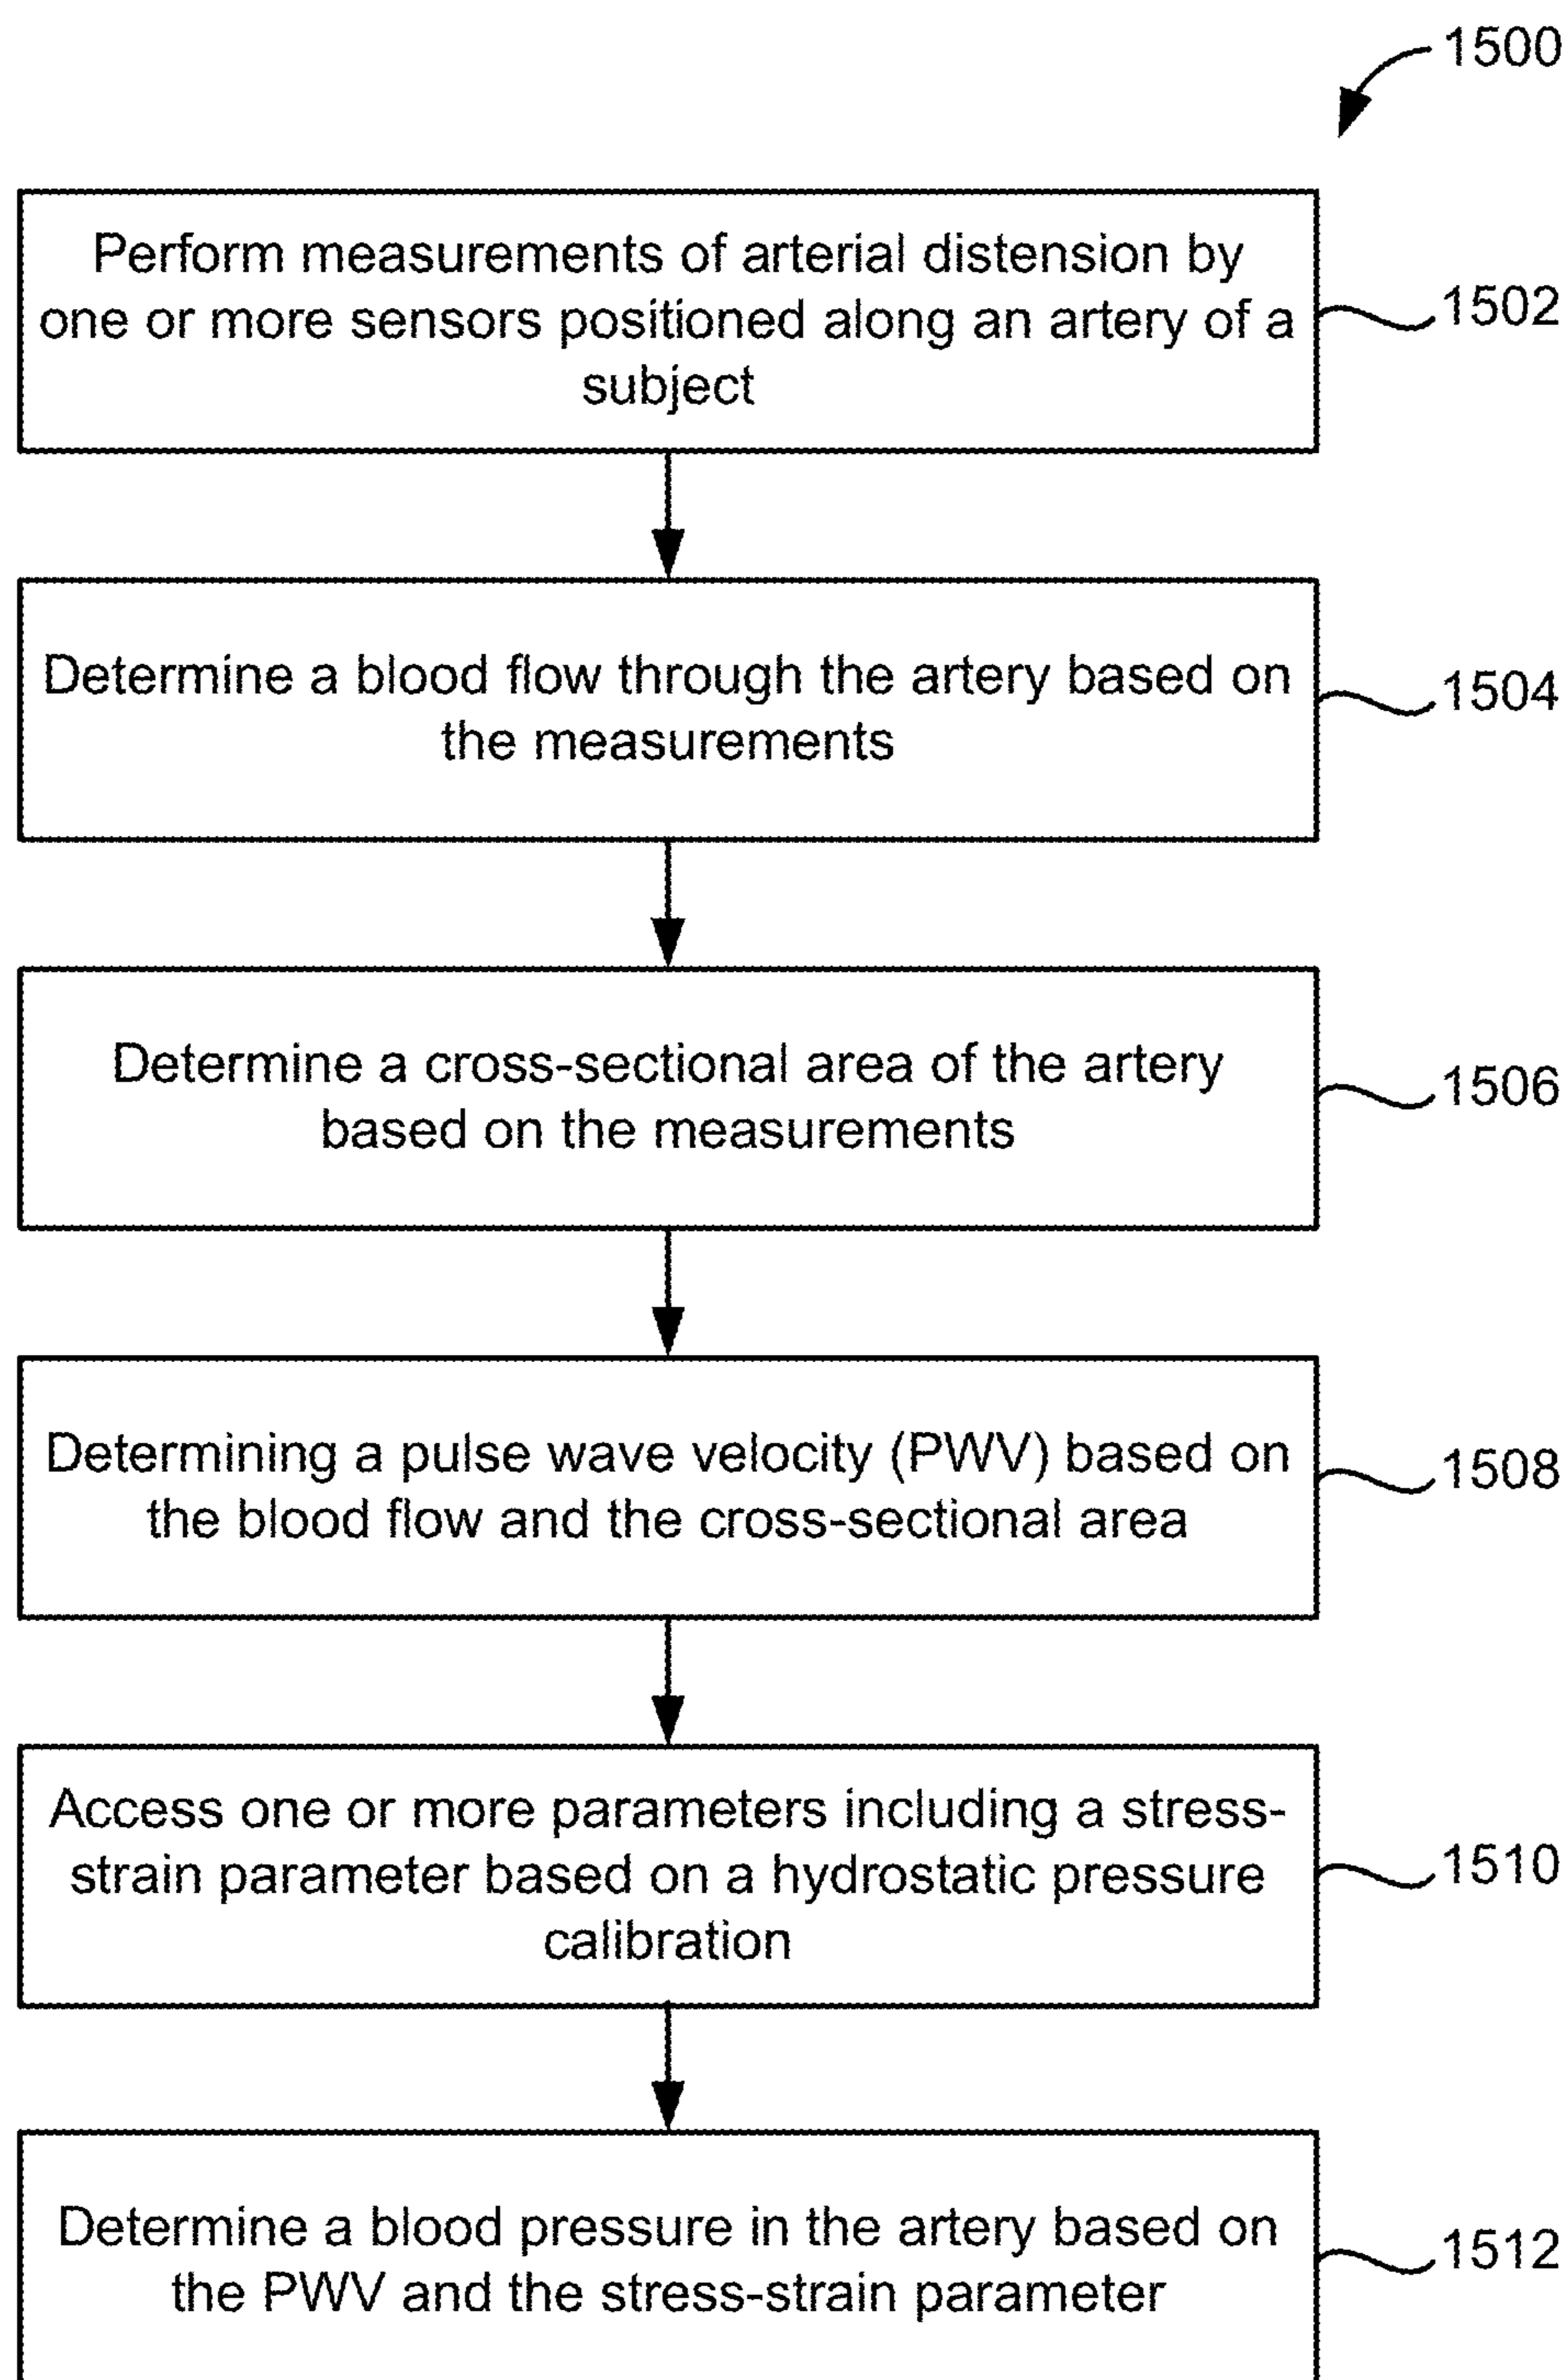 1500
Perform measurements of arterial distension by
one or more sensors positioned along an artery of a
subject
1502
Determine a blood flow through the artery based on
the measurements
1504
Determine a cross-sectional area of the artery
based on the measurements
1506
Determining a pulse wave velocity (PWV) based on
the blood flow and the cross-sectional area
1508
Access one or more parameters including a stress-
strain parameter based on a hydrostatic pressure
calibration
1510
Determine a blood pressure in the artery based on
the PWV and the stress-strain parameter
1512